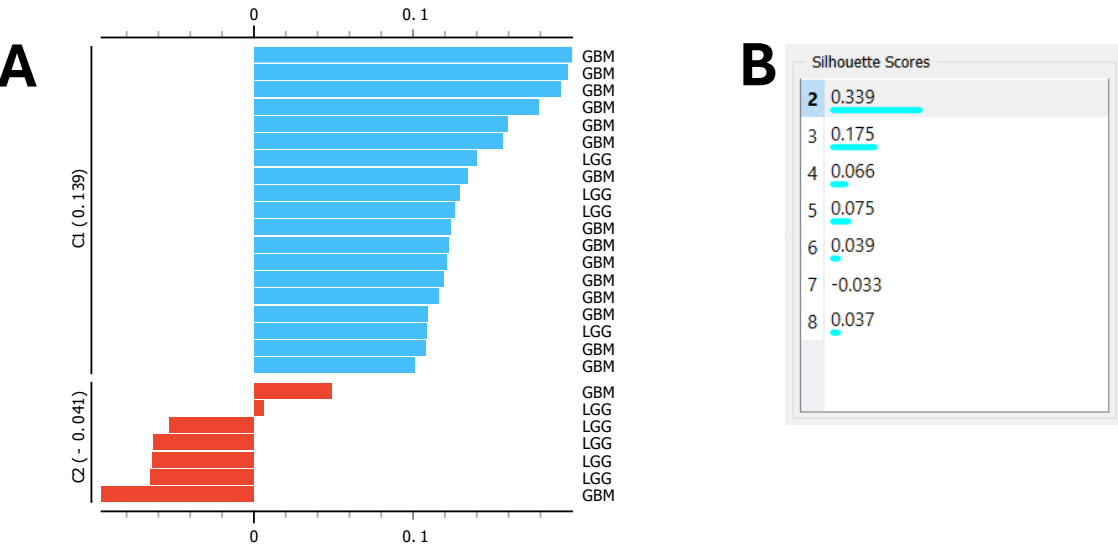 A
0 0.1
C1 (0.139)
GBM
GBM
GBM
GBM
GBM
GBM
LGG
GBM
LGG
LGG
GBM
GBM
GBM
GBM
GBM
GBM
LGG
GBM
GBM
C2 (- 0.041)
GBM
LGG
LGG
LGG
LGG
LGG
GBM
0 0.1
B
Silhouette Scores
2 0.339
3 0.175
4 0.066
5 0.075
6 0.039
7 -0.033
8 0.037